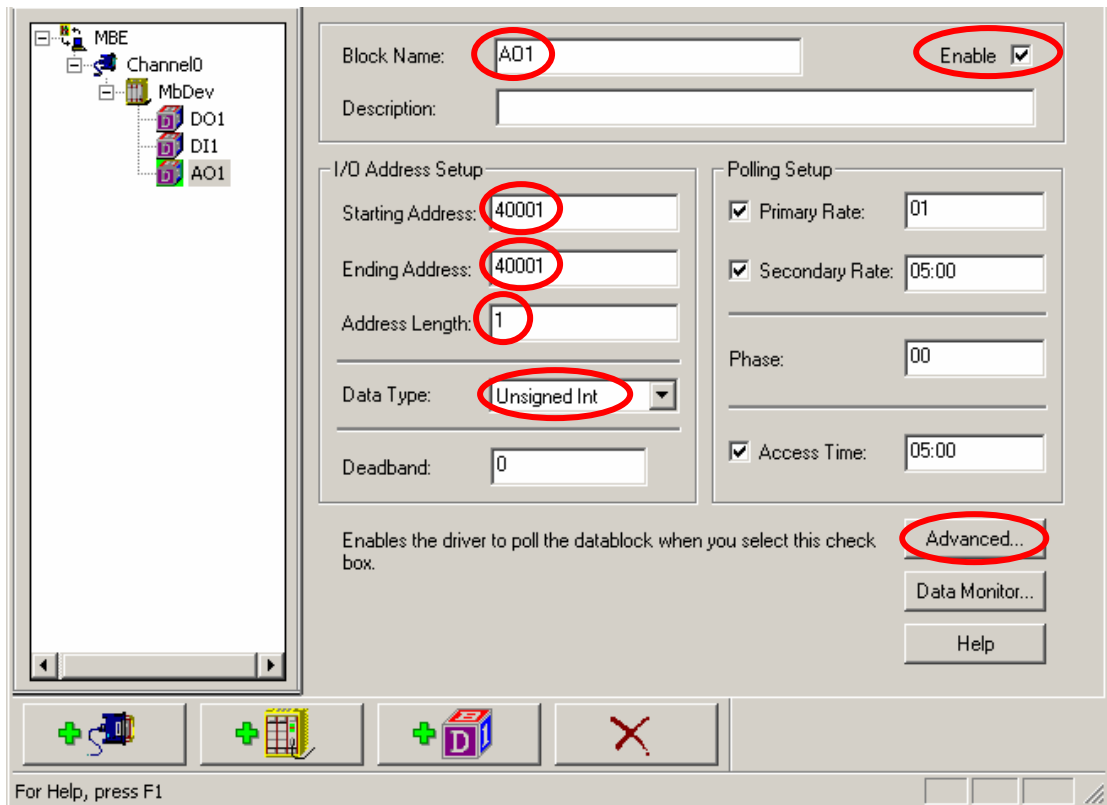 MBE
Channel0
MbDev
DO1
DI1
AO1
Block Name: AO1 Enable
Description:
I/O Address Setup
Starting Address: 40001
Ending Address: 40001
Address Length: 1
Data Type: Unsigned Int
Deadband: 0
Polling Setup
Primary Rate: 01
Secondary Rate: 05:00
Phase: 00
Access Time: 05:00
Enables the driver to poll the datablock when you select this check
box.
Advanced...
Data Monitor...
Help
For Help, press F1